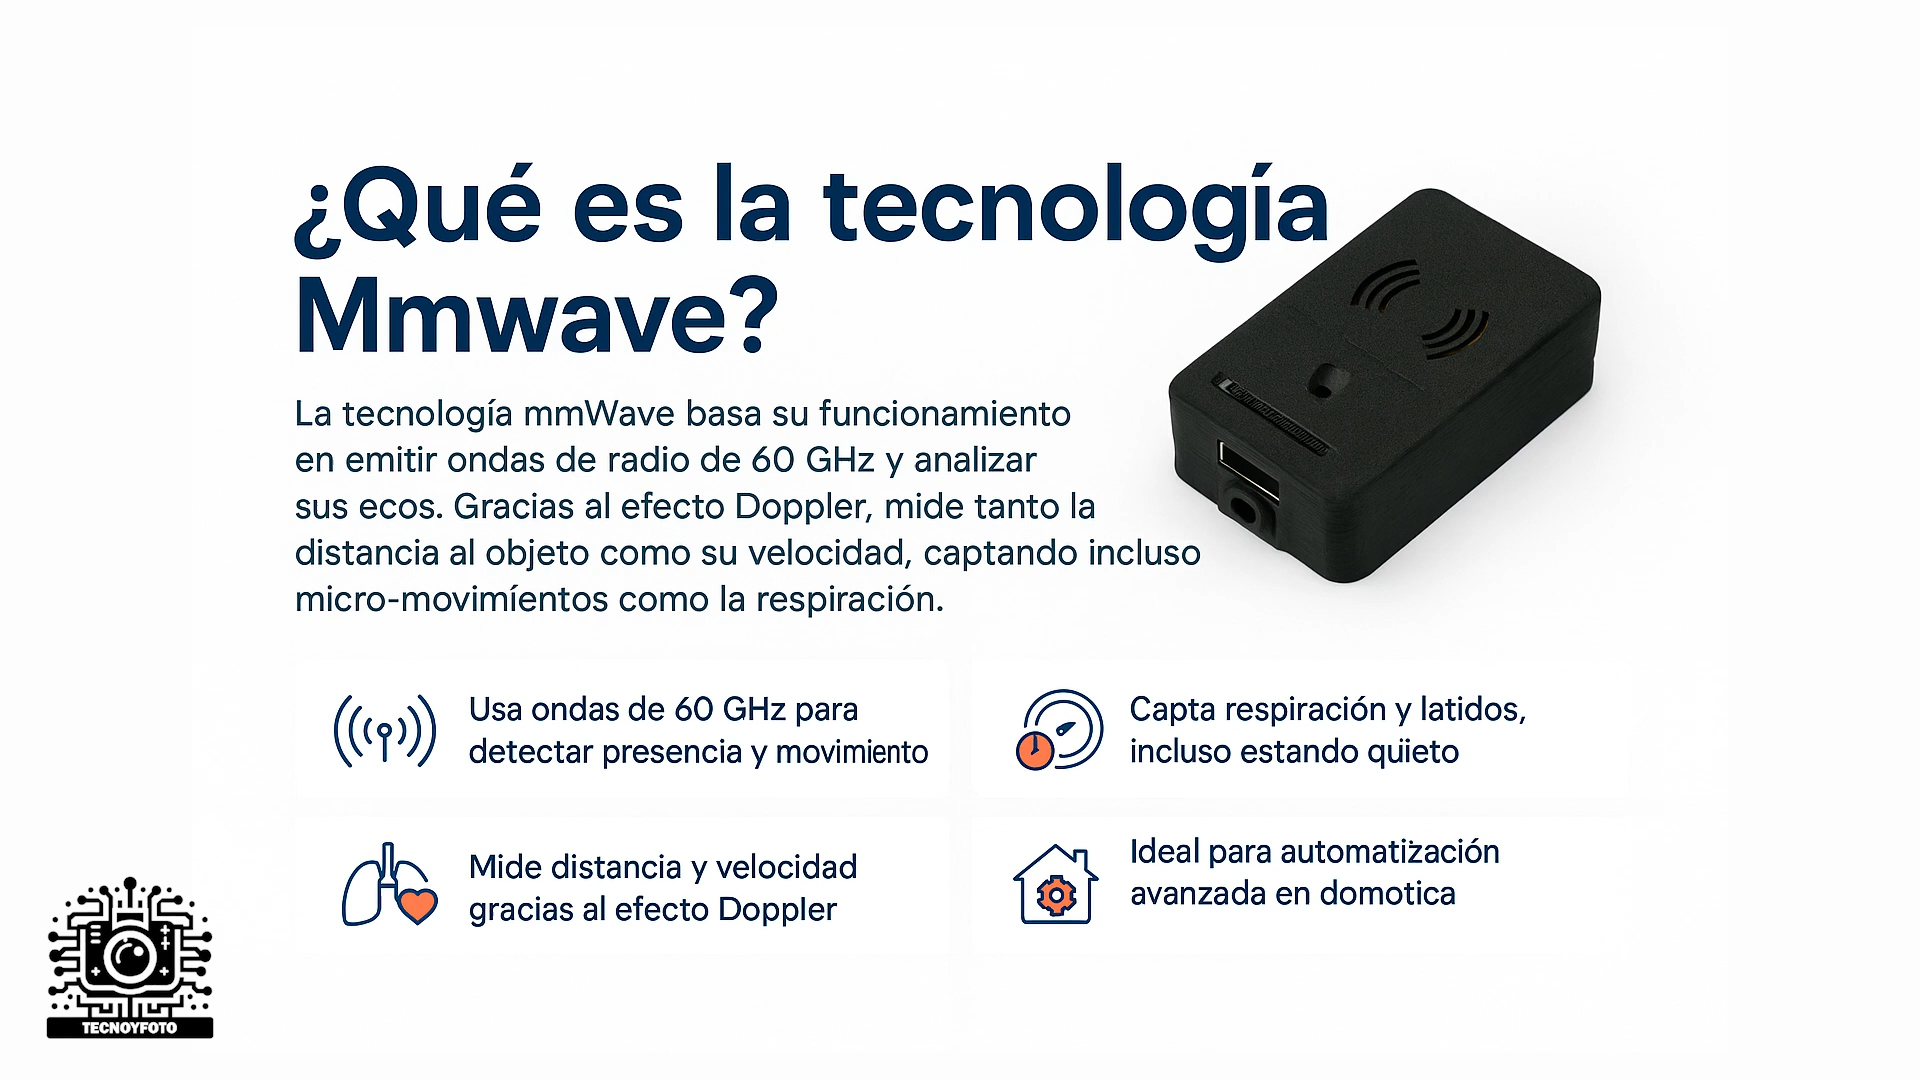 ¿Qué es la tecnología
Mmwave?
La tecnología mmWave basa su funcionamiento
en emitir ondas de radio de 60 GHz y analizar
sus ecos. Gracias al efecto Doppler, mide tanto la
distancia al objeto como su velocidad, captando incluso
micro-movimíentos como la respiración.
Usa ondas de 60 GHz para
detectar presencia y movimiento
Capta respiración y latidos,
incluso estando quieto
Mide distancia y velocidad
gracias al efecto Doppler
Ideal para automatización
avanzada en domotica
TECNOYFOTO